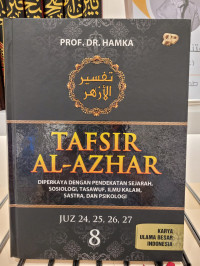 PROF. DR. HAMKA
تفسير
الأزهر
TAFSIR
AL-AZHAR
DIPERKAYA DENGAN PENDEKATAN SEJARAH,
SOSIOLOGI, TASAWUF, ILMU KALAM,
SASTRA, DAN PSIKOLOGI
JUZ 24, 25, 26, 27
8
KARYA
ULAMA BESAR
INDONESIA